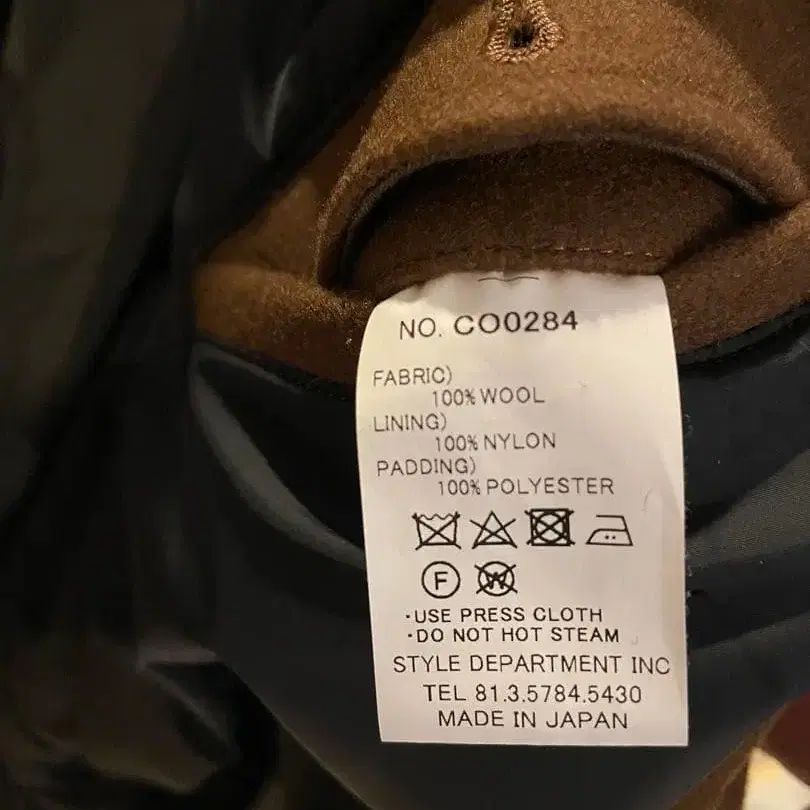 NO. CO0284
FABRIC)
100% WOOL
LINING)
100% NYLON
PADDING)
100% POLYESTER
F W
・USE PRESS CLOTH
・DO NOT HOT STEAM
STYLE DEPARTMENT INC
TEL 81.3.5784.5430
MADE IN JAPAN